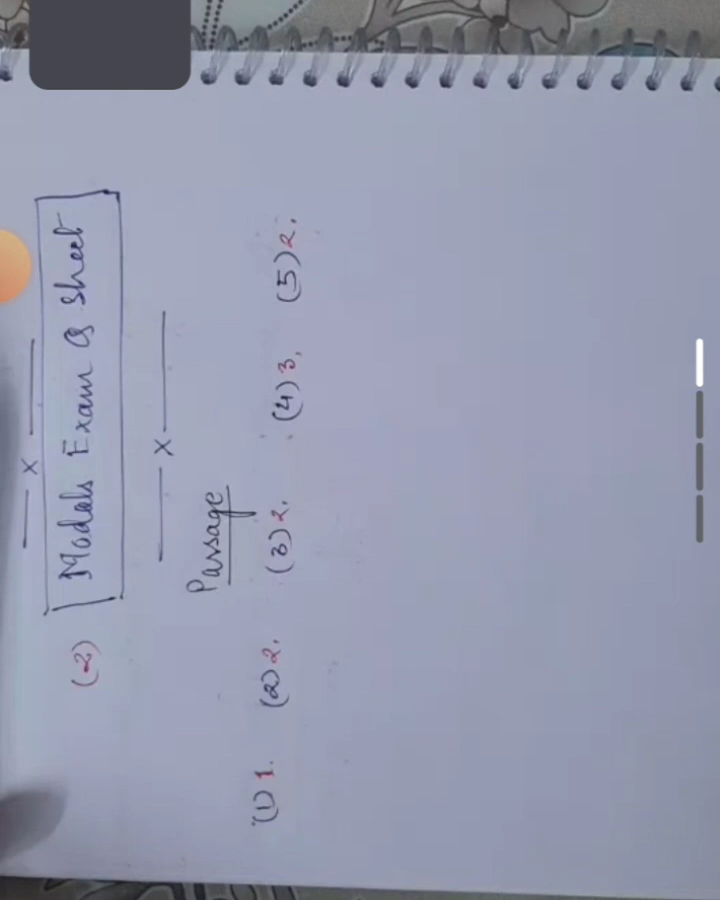 — x —
(2) Models Exam Q Sheet
— x —
Passage
(1) 1. (2) 2. (3) 2. (4) 3, (5) 2.